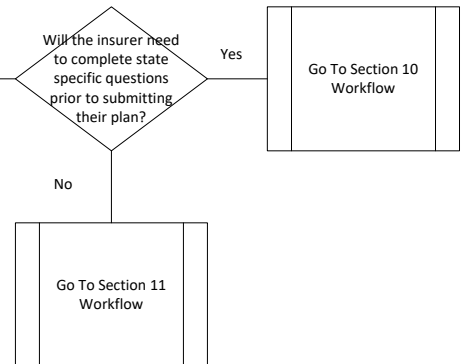 Will the insurer need
to complete state
specific questions
prior to submitting
their plan?
Yes
Go To Section 10
Workflow
No
Go To Section 11
Workflow